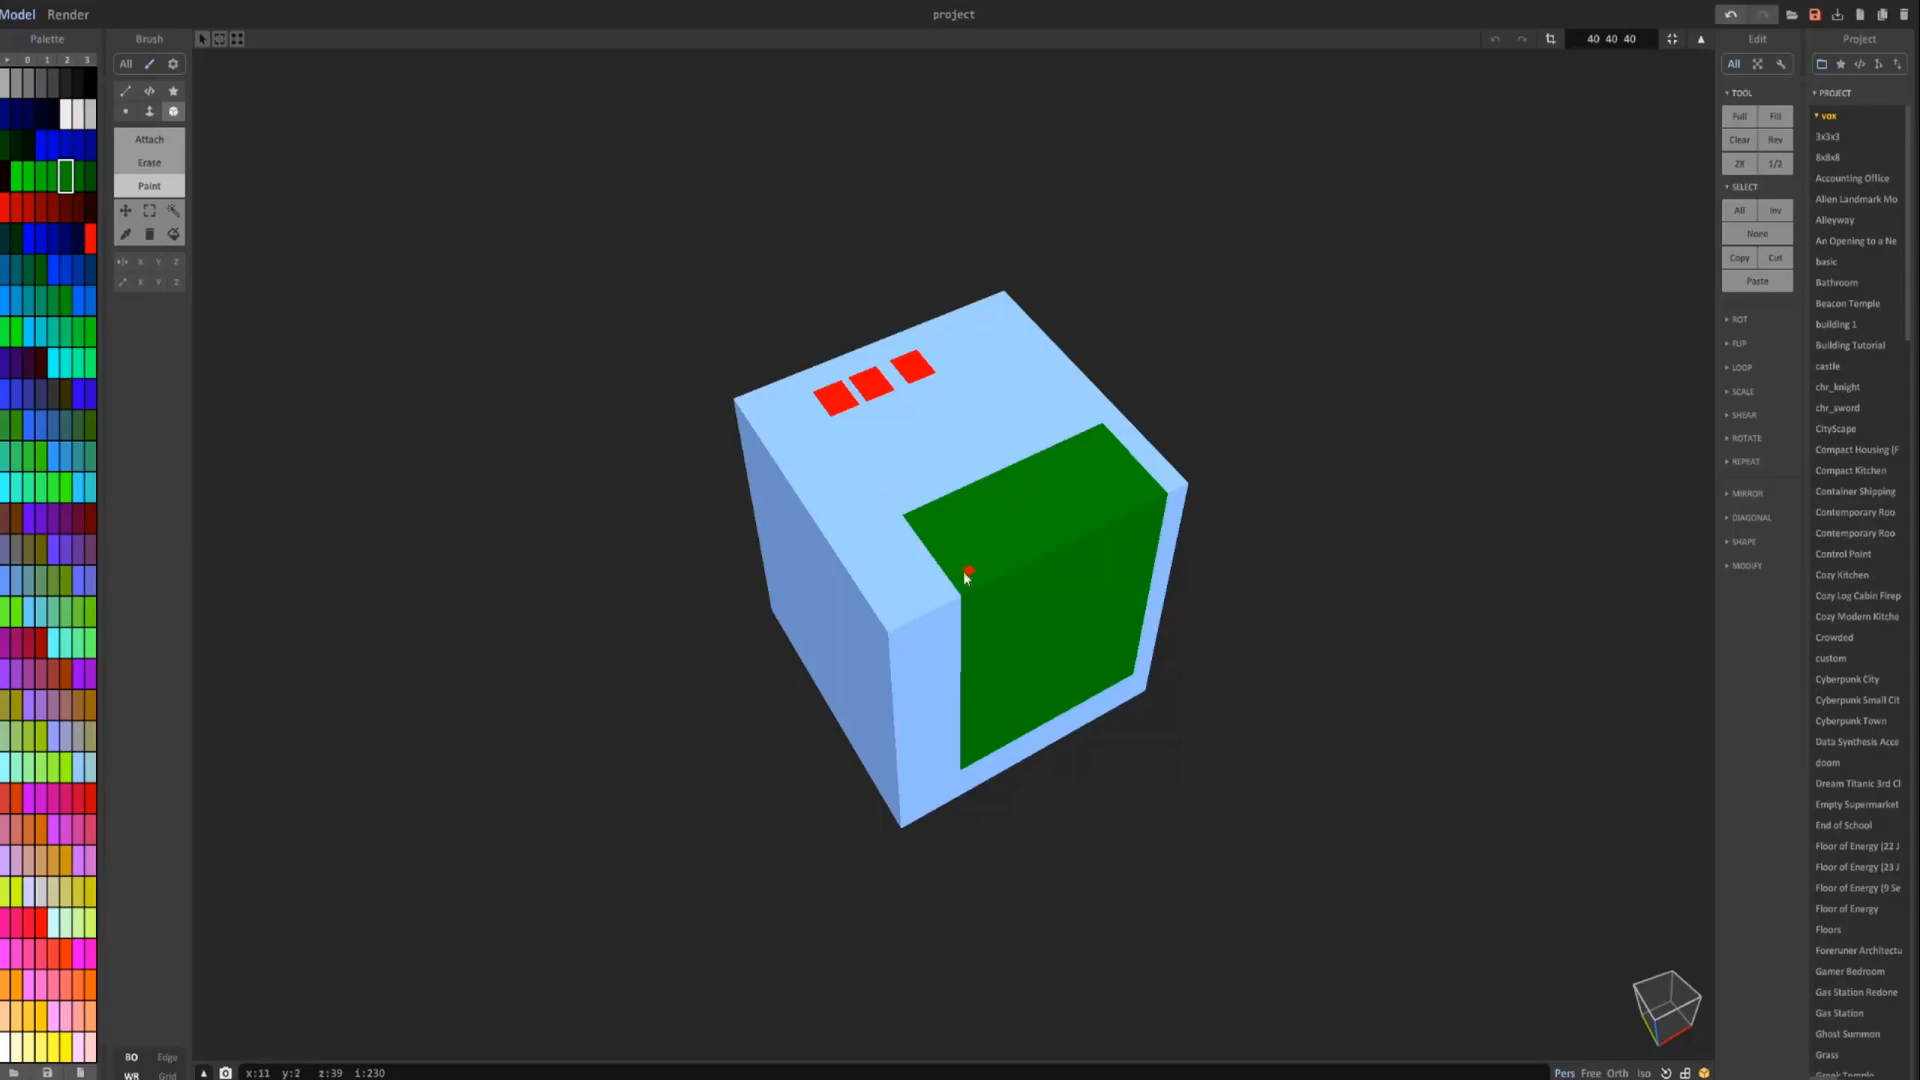 Model Render
project
Palette
Brush
Edit
Project
40 40 40
0 1 2 3
All
All
TOOL
PROJECT
Full Fill
Clear Rev
2X 1/2
SELECT
All Inv
None
Copy Cut
Paste
ROT
FLIP
LOOP
SCALE
SHEAR
ROTATE
REPEAT
MIRROR
DIAGONAL
SHAPE
MODIFY
Attach
Erase
Paint
X Y Z
X Y Z
vox
3x3x3
8x8x8
Accounting Office
Alien Landmark Mo
Alleyway
An Opening to a Ne
basic
Bathroom
Beacon Temple
building 1
Building Tutorial
castle
chr_knight
chr_sword
CityScape
Compact Housing (F
Compact Kitchen
Container Shipping
Contemporary Roo
Contemporary Roo
Control Point
Cozy Kitchen
Cozy Log Cabin Firep
Cozy Modern Kitche
Crowded
custom
Cyberpunk City
Cyberpunk Small Cit
Cyberpunk Town
Data Synthesis Acce
doom
Dream Titanic 3rd Cl
Empty Supermarket
End of School
Floor of Energy (22 J
Floor of Energy (23 J
Floor of Energy (9 Se
Floor of Energy
Floors
Foreruner Architectu
Gamer Bedroom
Gas Station Redone
Gas Station
Ghost Summon
Grass
BO Edge
WR Grid
x:11 y:2 z:39 i:230
Pers Free Orth Iso